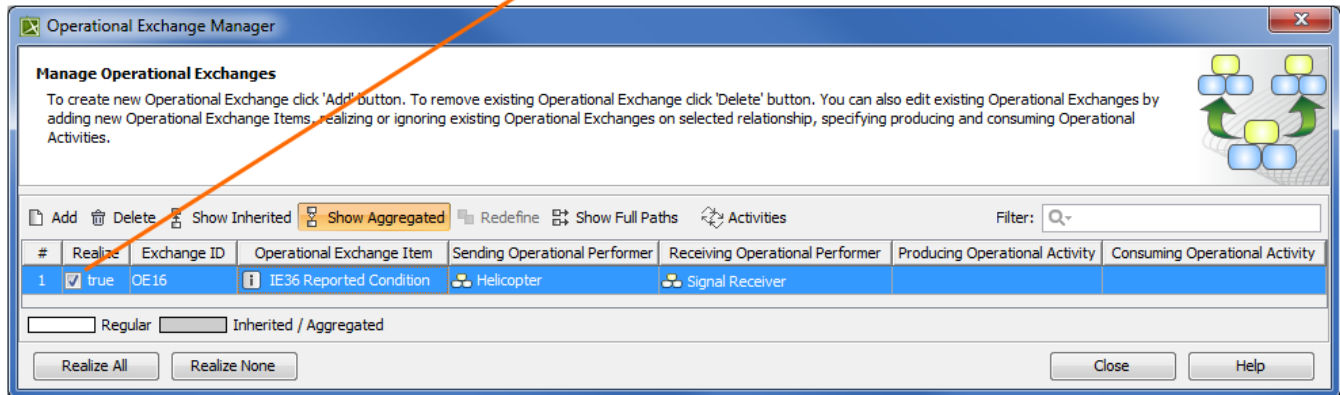 Operational Exchange Manager
Manage Operational Exchanges
To create new Operational Exchange click 'Add' button. To remove existing Operational Exchange click 'Delete' button. You can also edit existing Operational Exchanges by
adding new Operational Exchange Items, realizing or ignoring existing Operational Exchanges on selected relationship, specifying producing and consuming Operational
Activities.
Add Delete Show Inherited Show Aggregated Redefine Show Full Paths Activities Filter:
# Realize Exchange ID Operational Exchange Item Sending Operational Performer Receiving Operational Performer Producing Operational Activity Consuming Operational Activity
1 true OE16 IE36 Reported Condition Helicopter Signal Receiver
Regular Inherited / Aggregated
Realize All Realize None Close Help